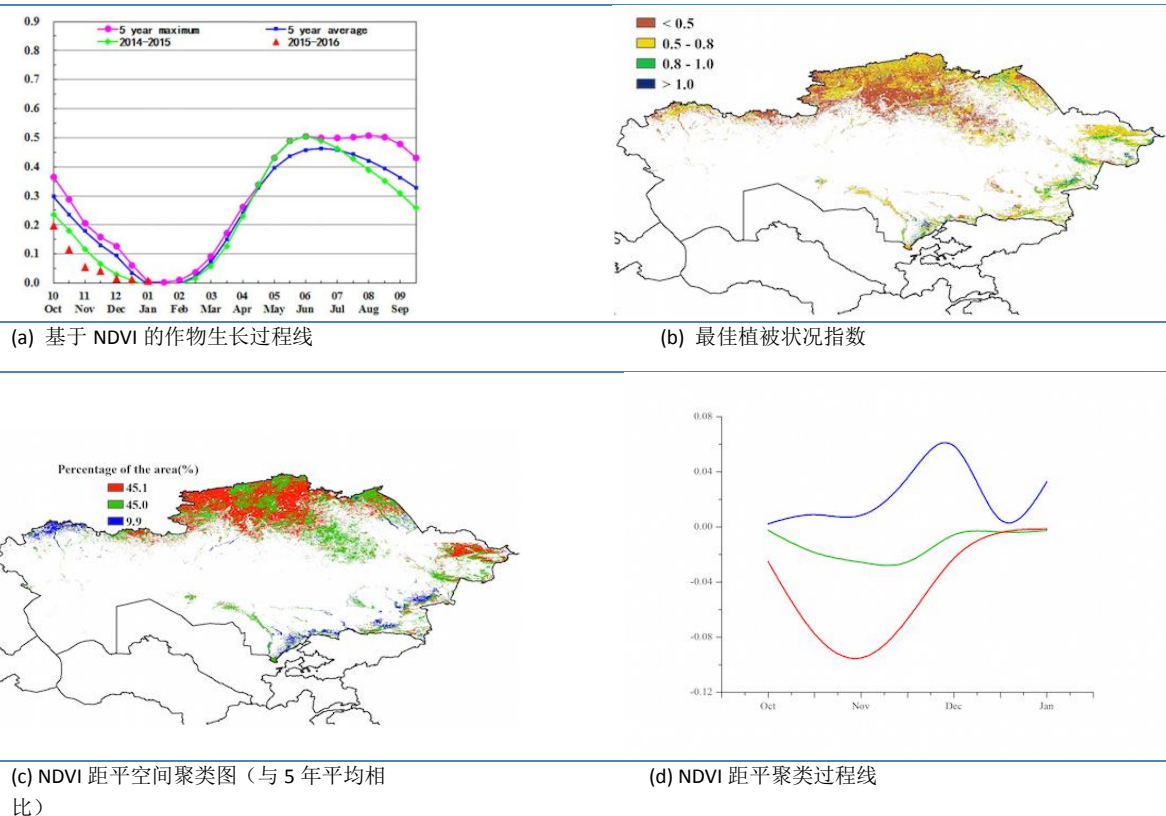 0.9
5 year maximum
5 year average
2014-2015
2015-2016
0.8
0.7
0.6
0.5
0.4
0.3
0.2
0.1
0.0
10 11 12 01 02 03 04 05 06 07 08 09
Oct Nov Dec Jan Feb Mar Apr May Jun Jul Aug Sep
< 0.5
0.5 - 0.8
0.8 - 1.0
> 1.0
(a) 基于 NDVI 的作物生长过程线
(b) 最佳植被状况指数
Percentage of the area(%)
45.1
45.0
9.9
0.08
0.04
0.00
-0.04
-0.08
-0.12
Oct Nov Dec Jan
(c) NDVI 距平空间聚类图（与 5 年平均相
比）
(d) NDVI 距平聚类过程线